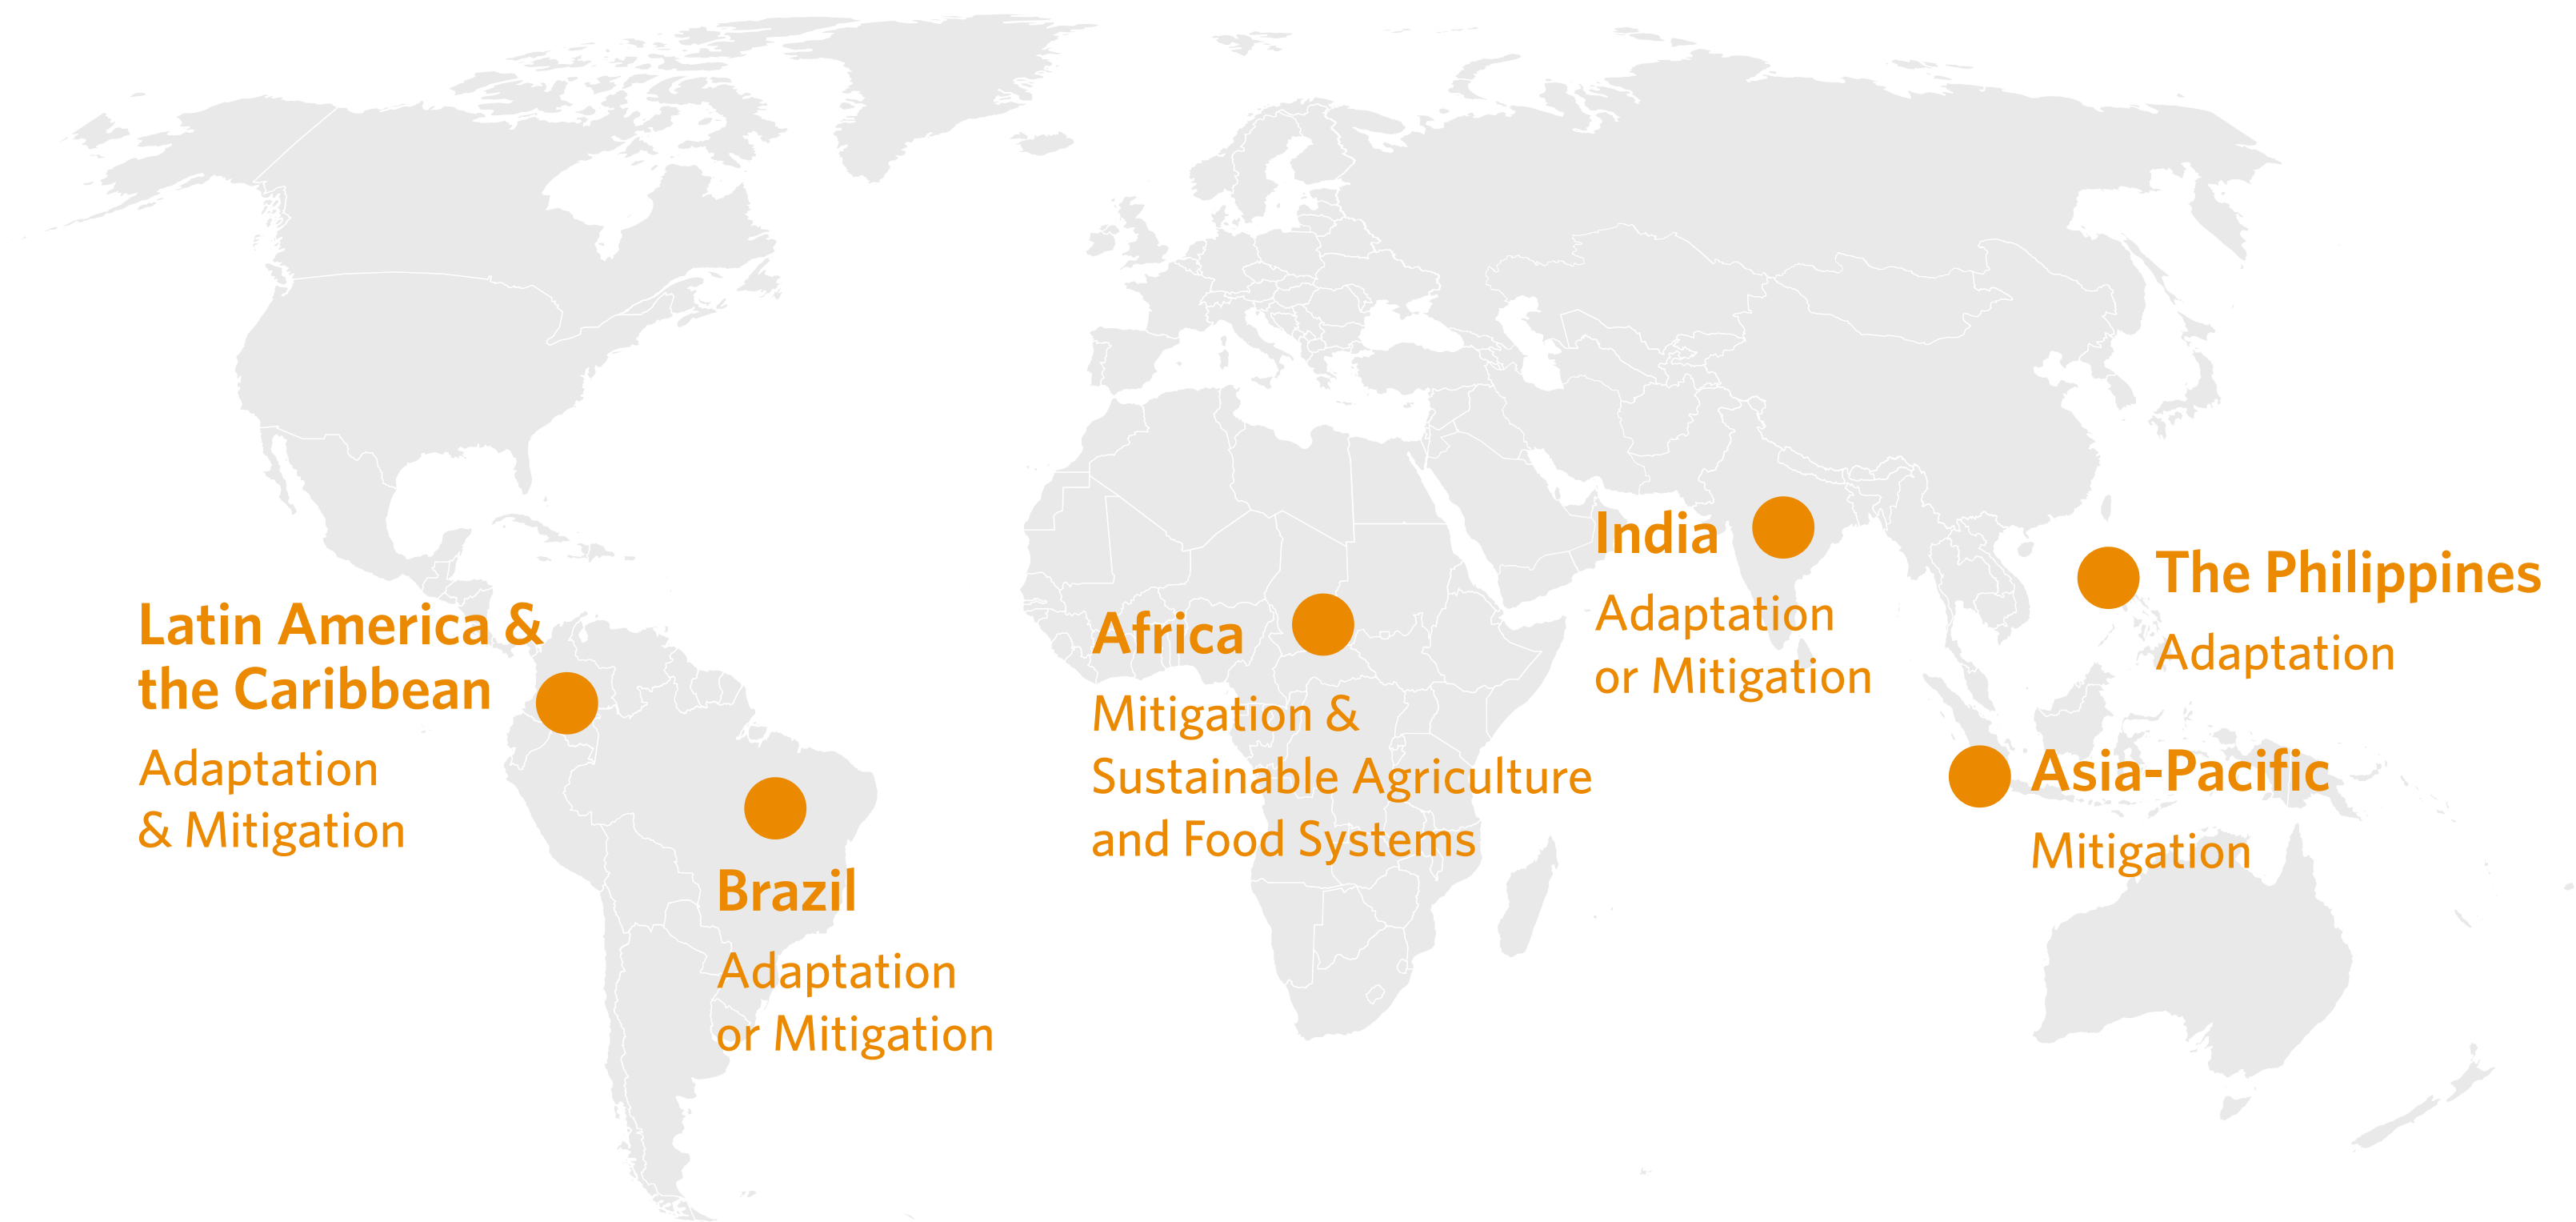 Latin America &
the Caribbean
Adaptation
& Mitigation
Brazil
Adaptation
or Mitigation
Africa
Mitigation &
Sustainable Agriculture
and Food Systems
India
Adaptation
or Mitigation
The Philippines
Adaptation
Asia-Pacific
Mitigation